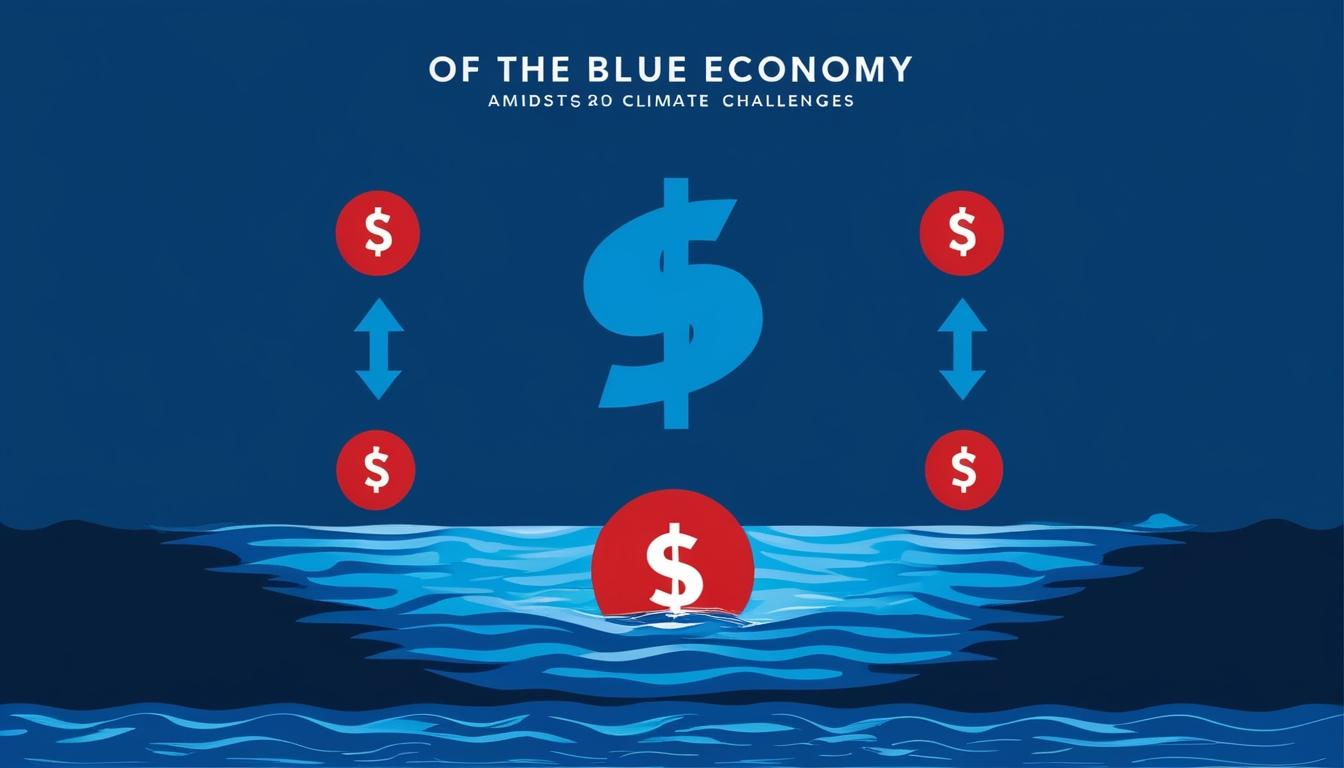 OF THE BLUE ECONOMY
AMIDSTS 20 CLIMATE CHALLENGES
$
$ $
$ $
$